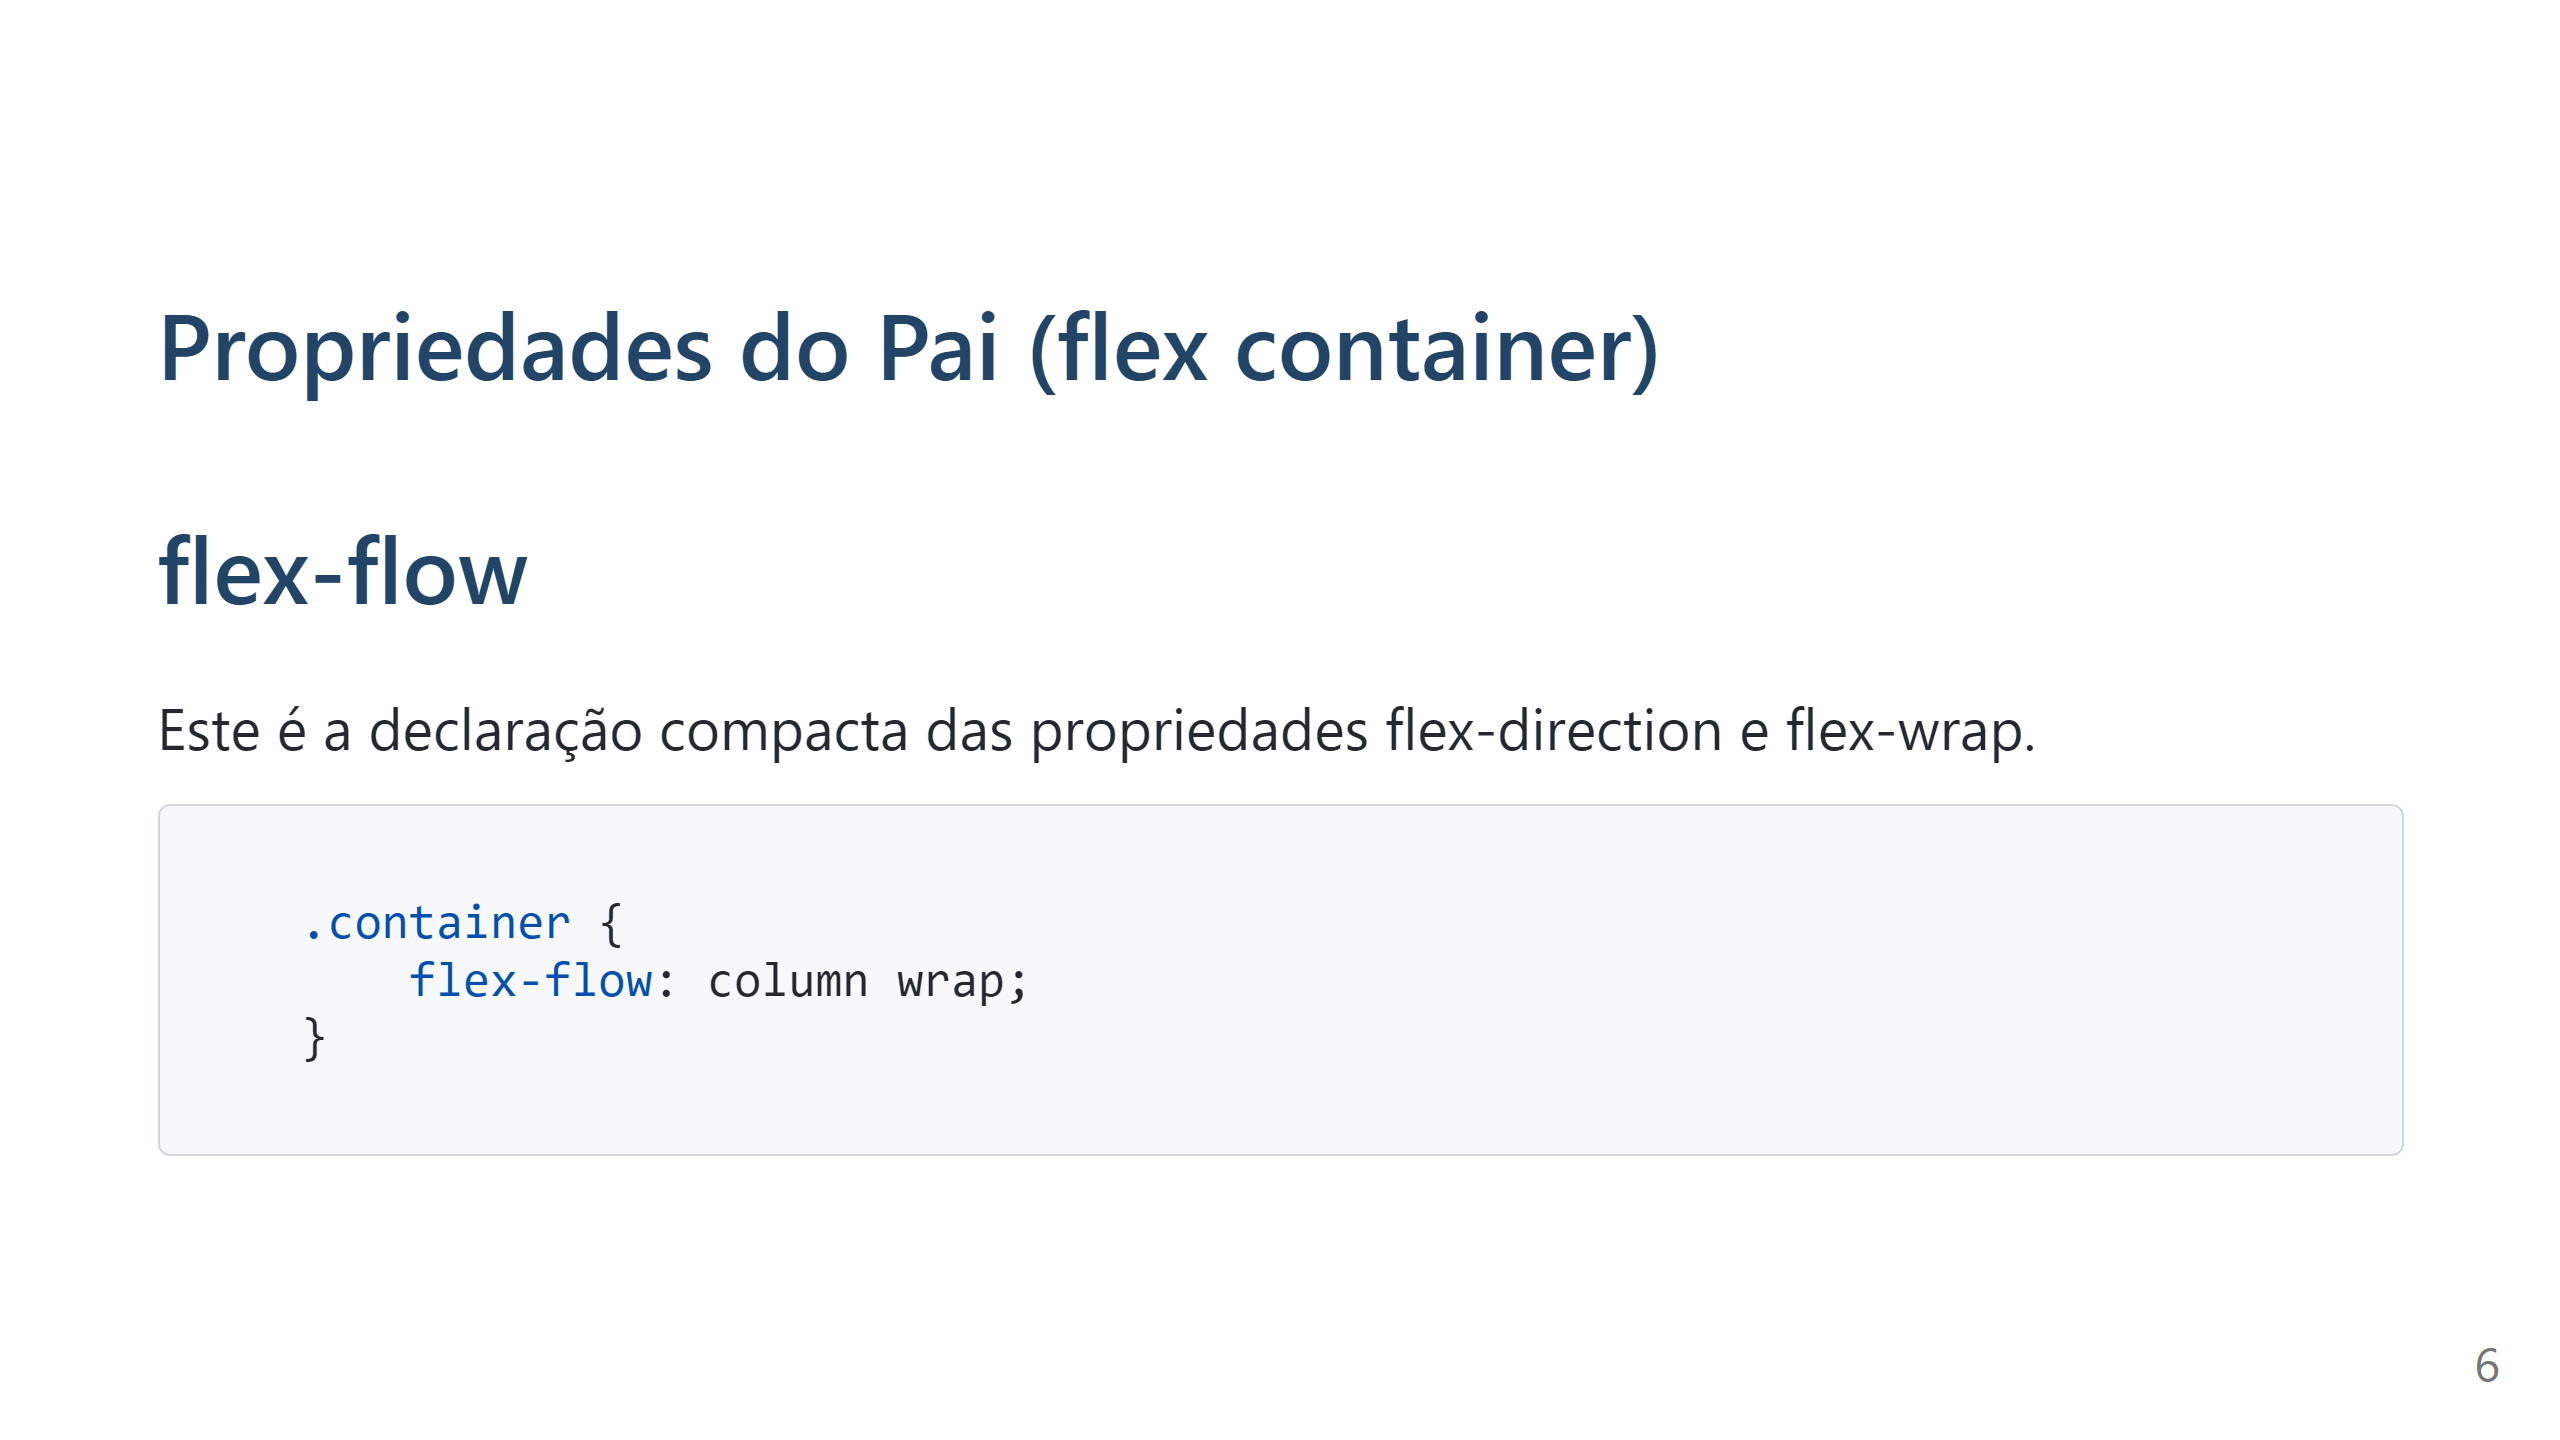 Propriedades do Pai (flex container)
flex-flow
Este é a declaração compacta das propriedades flex-direction e flex-wrap.
.container {
    flex-flow: column wrap;
}
6